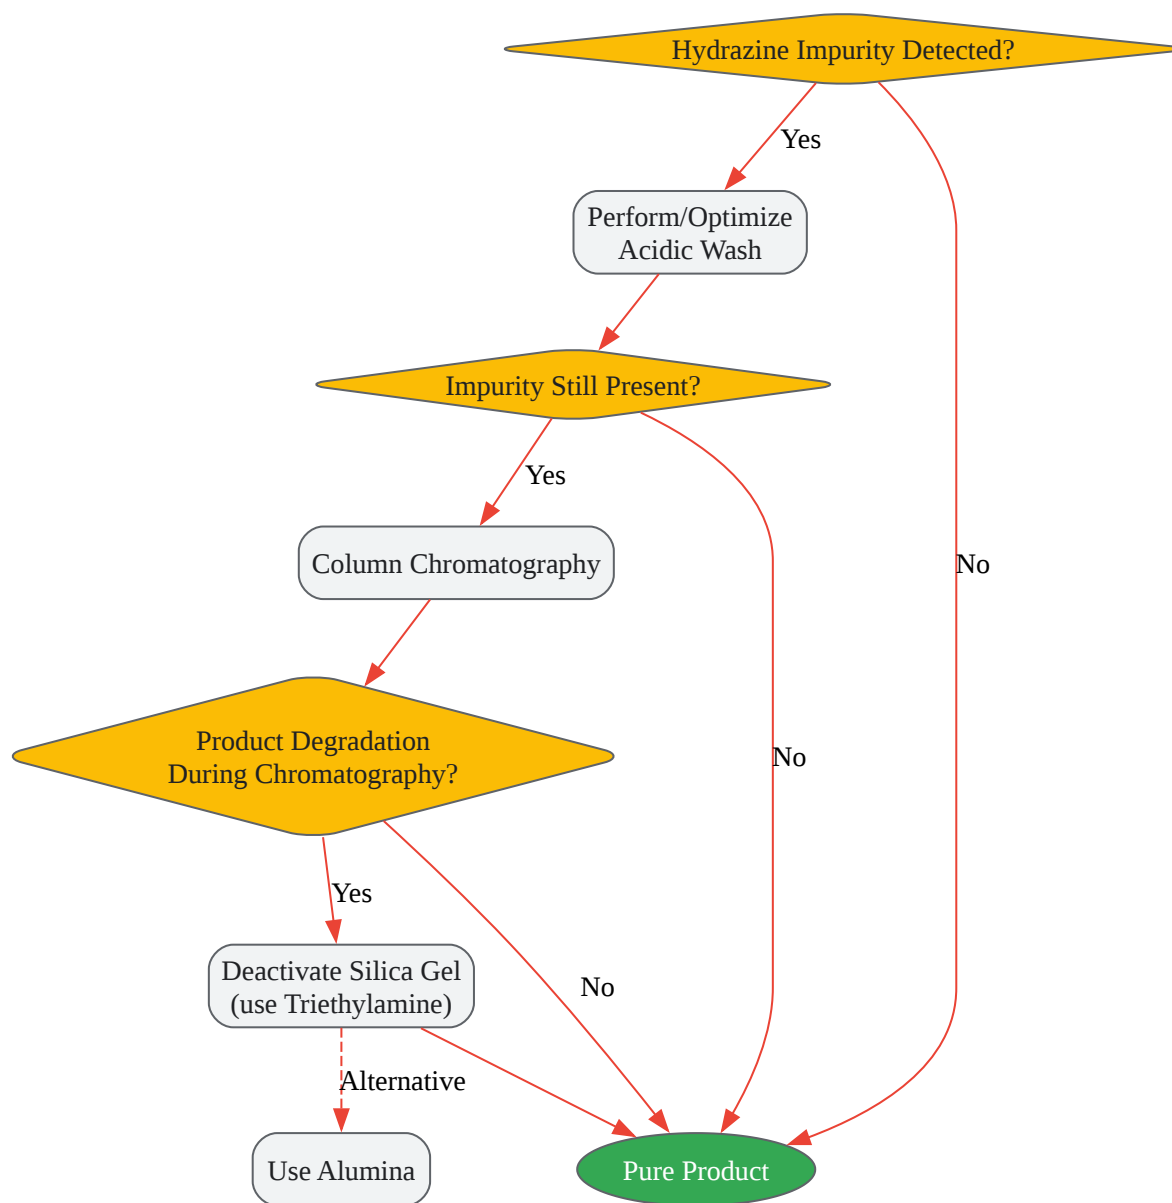 Hydrazine Impurity Detected?
Yes
Perform/Optimize
Acidic Wash
Impurity Still Present?
Yes
Column Chromatography
No
Product Degradation
During Chromatography?
No
Yes
Deactivate Silica Gel
(use Triethylamine)
No
Alternative
Use Alumina
Pure Product